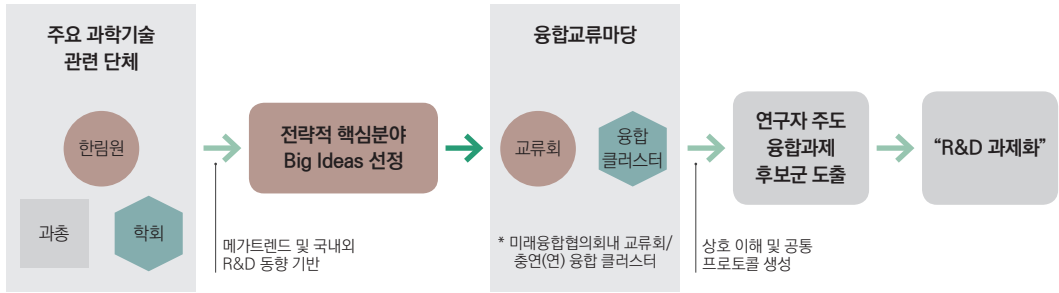 주요 과학기술
관련 단체
한림원
과총
학회
메가트렌드 및 국내외
R&D 동향 기반
전략적 핵심분야
Big Ideas 선정
융합교류마당
교류회
융합
클러스터
* 미래융합협의회내 교류회/
충연(연) 융합 클러스터
상호 이해 및 공통
프로토콜 생성
연구자 주도
융합과제
후보군 도출
“R&D 과제화”